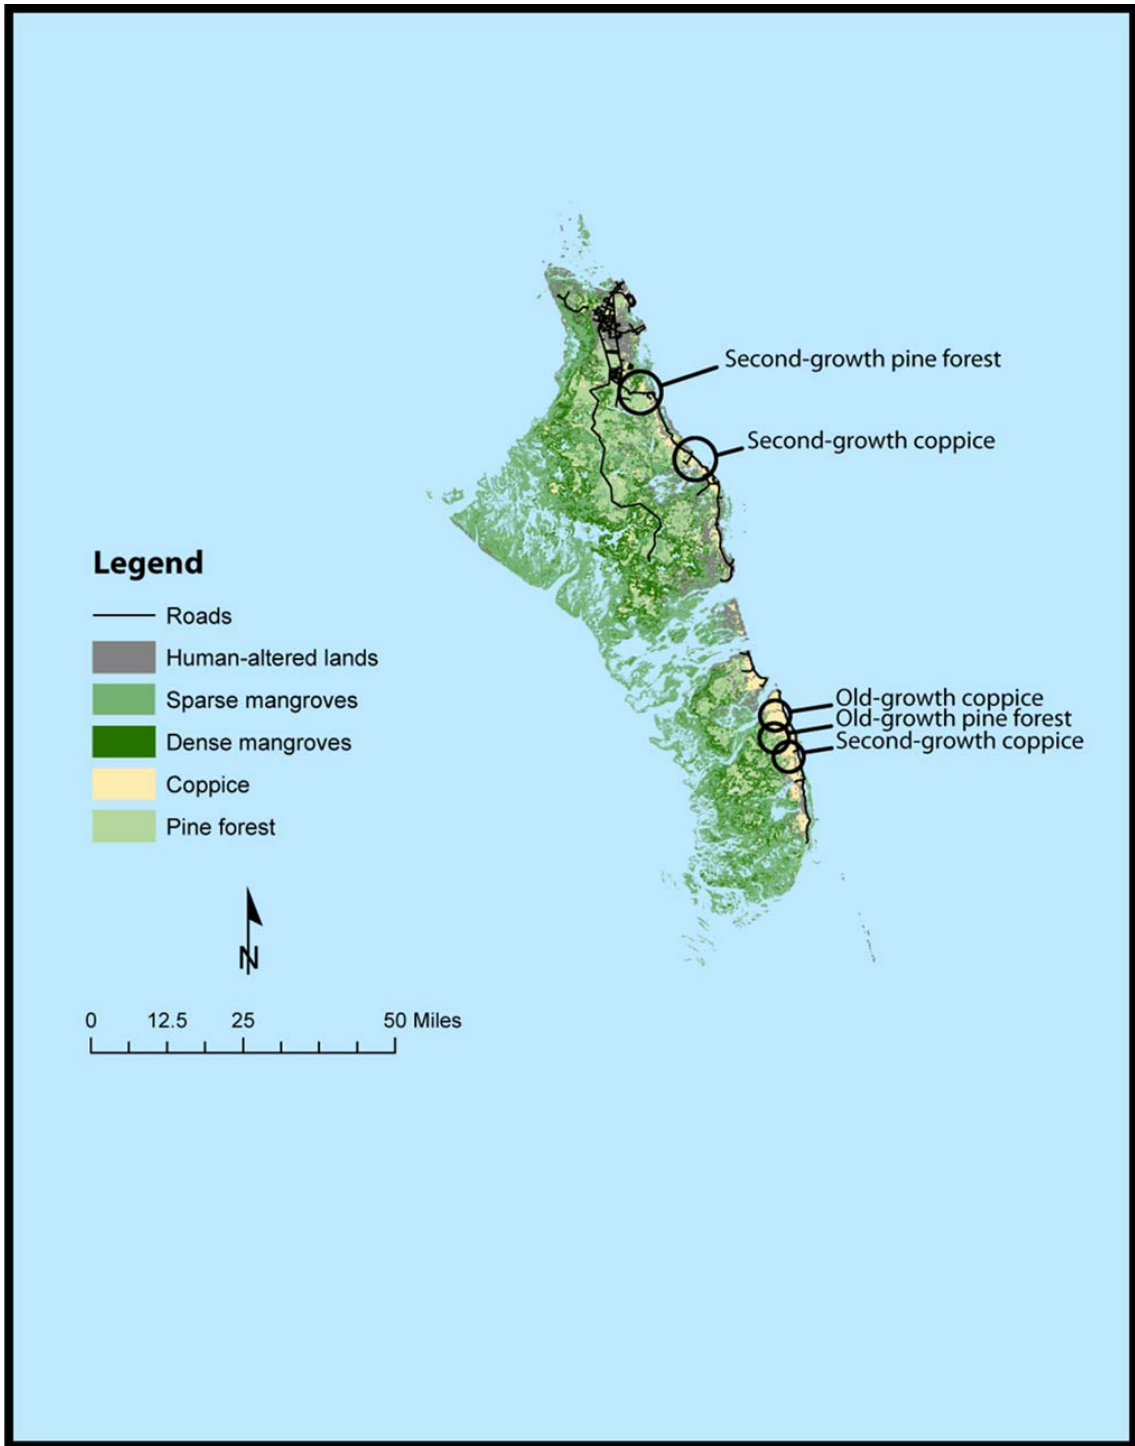 Second-growth pine forest
Second-growth coppice
Legend
Roads
Human-altered lands
Sparse mangroves
Dense mangroves
Coppice
Pine forest
Old-growth coppice
Old-growth pine forest
Second-growth coppice
N
0 12.5 25 50 Miles